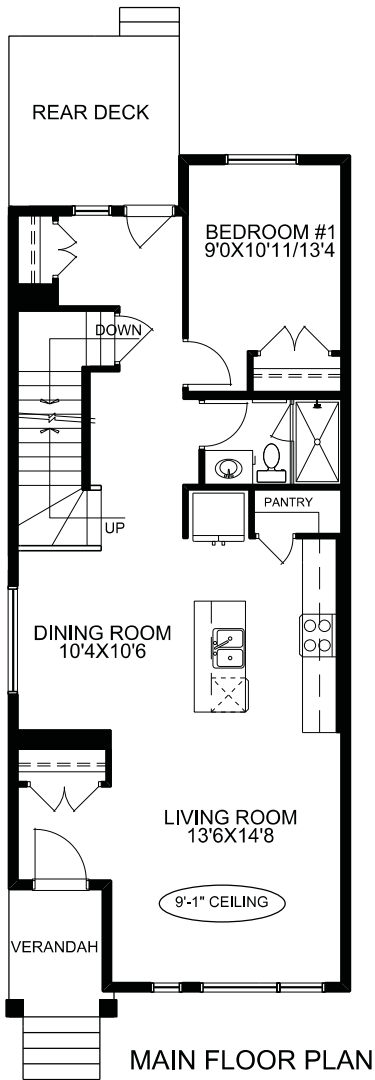 REAR DECK
BEDROOM #1
9'0X10'11/13'4
DOWN
PANTRY
UP
DINING ROOM
10'4X10'6
LIVING ROOM
13'6X14'8
9'-1" CEILING
VERANDAH
MAIN FLOOR PLAN